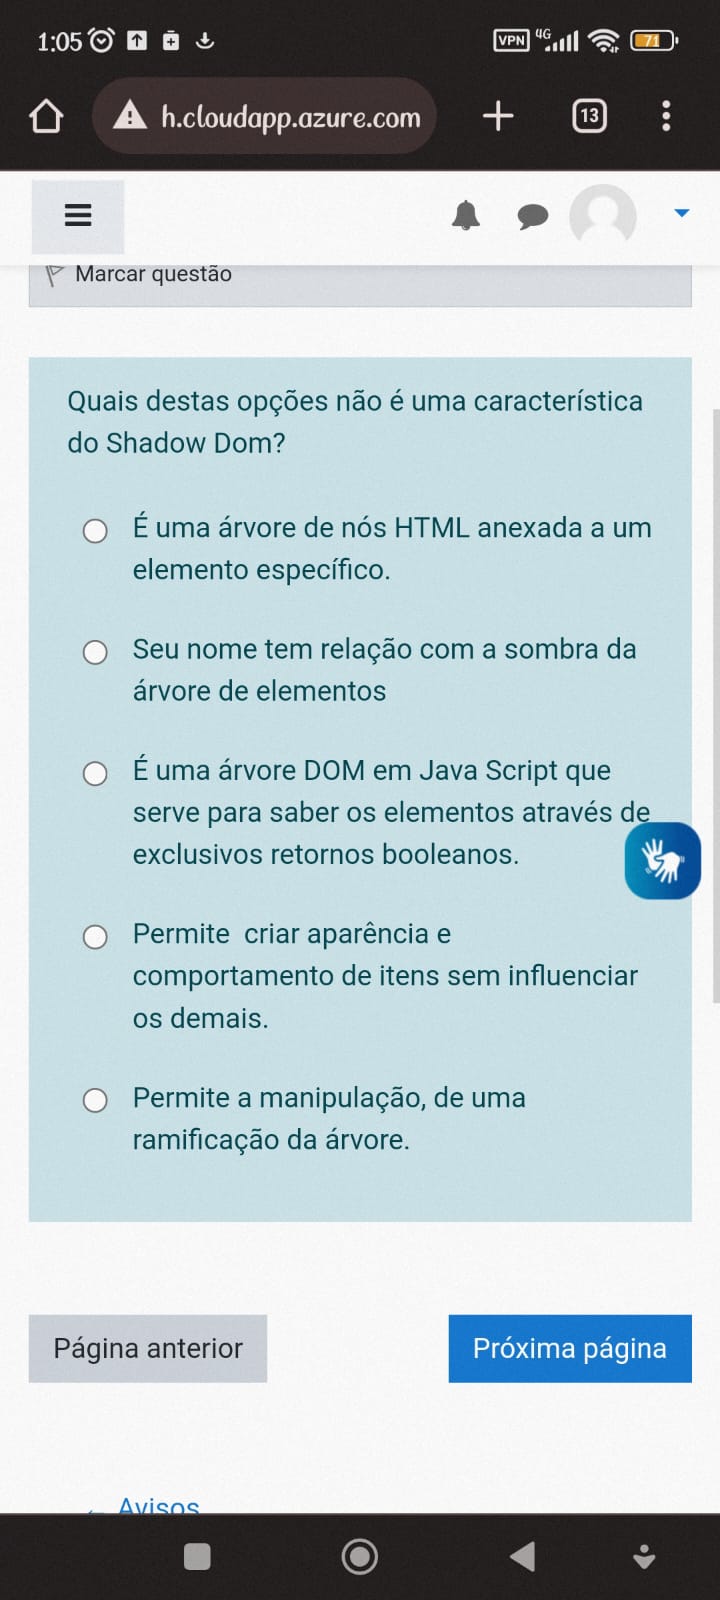 1:05
VPN 4G 71
h.cloudapp.azure.com
13
Marcar questão
Quais destas opções não é uma característica
do Shadow Dom?
É uma árvore de nós HTML anexada a um
elemento específico.
Seu nome tem relação com a sombra da
árvore de elementos
É uma árvore DOM em Java Script que
serve para saber os elementos através de
exclusivos retornos booleanos.
Permite criar aparência e
comportamento de itens sem influenciar
os demais.
Permite a manipulação, de uma
ramificação da árvore.
Página anterior
Próxima página
← Avisos